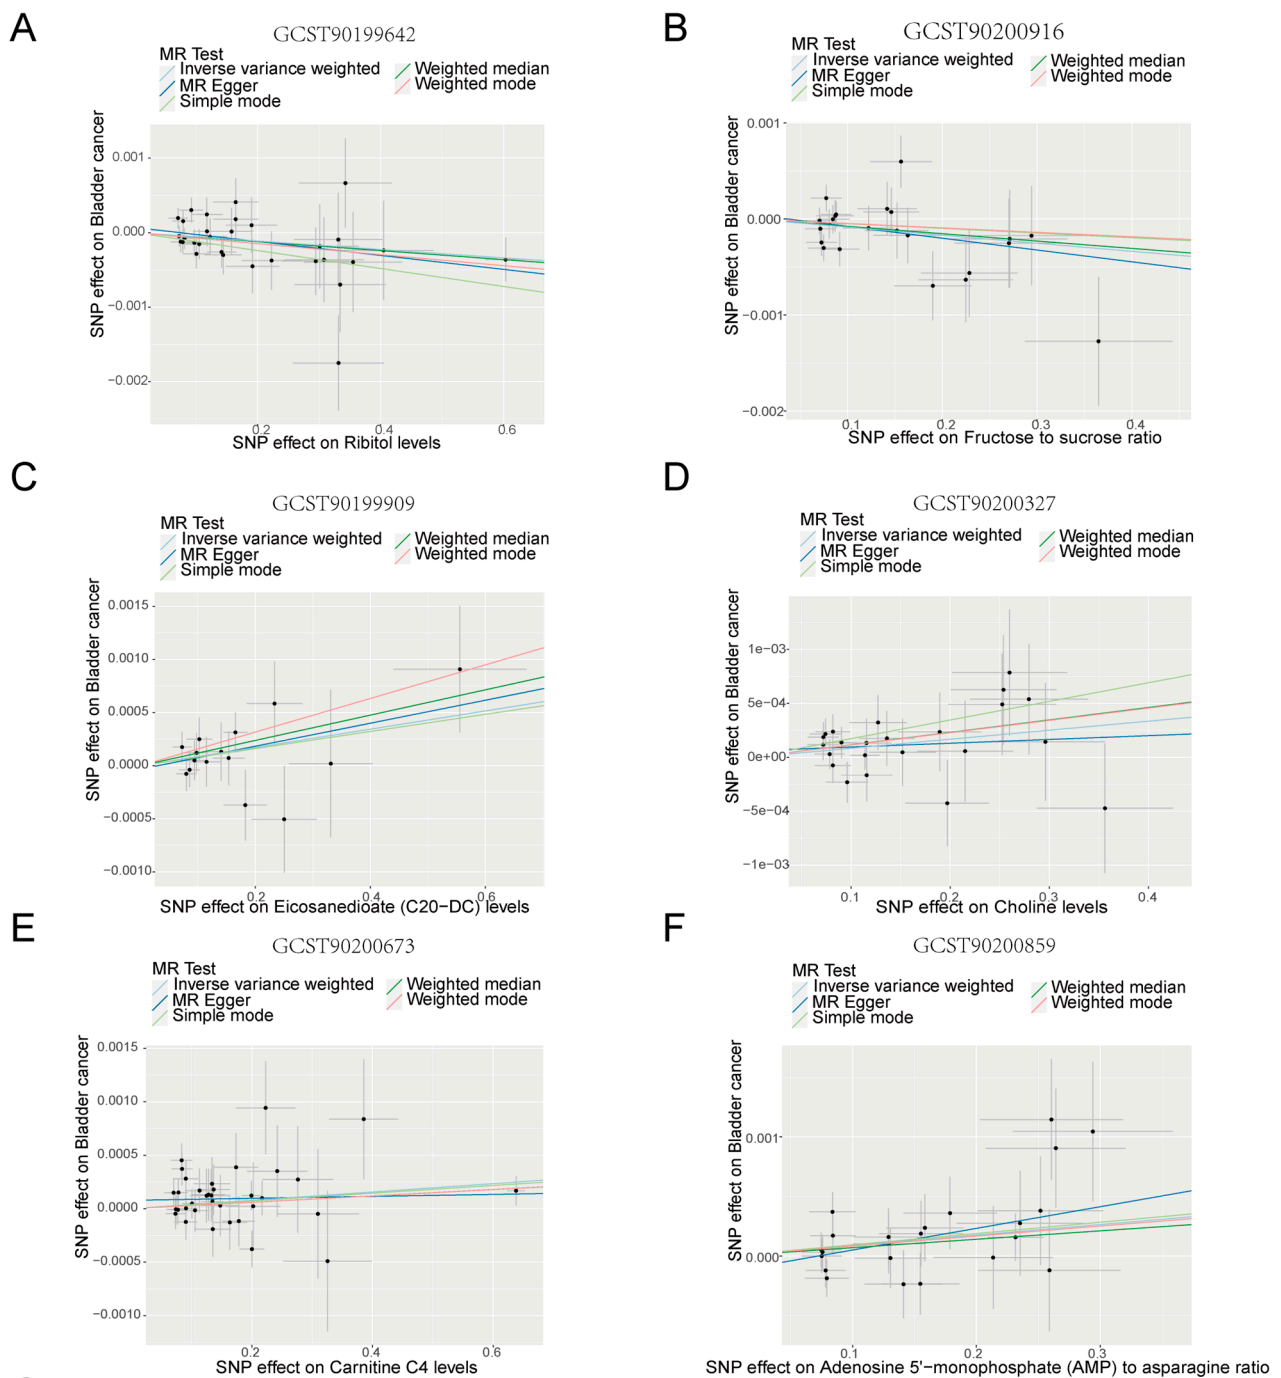 A
GCST90199642
MR Test
Inverse variance weighted
MR Egger
Simple mode
Weighted median
Weighted mode
SNP effect on Bladder cancer
0.001
0.000
−0.001
−0.002
0.2
0.4
0.6
SNP effect on Ribitol levels
B
GCST90200916
MR Test
Inverse variance weighted
MR Egger
Simple mode
Weighted median
Weighted mode
SNP effect on Bladder cancer
0.001
0.000
−0.001
−0.002
0.1
0.2
0.3
0.4
SNP effect on Fructose to sucrose ratio
C
GCST90199909
MR Test
Inverse variance weighted
MR Egger
Simple mode
Weighted median
Weighted mode
SNP effect on Bladder cancer
0.0015
0.0010
0.0005
0.0000
−0.0005
−0.0010
0.2
0.4
0.6
SNP effect on Eicosanedioate (C20−DC) levels
D
GCST90200327
MR Test
Inverse variance weighted
MR Egger
Simple mode
Weighted median
Weighted mode
SNP effect on Bladder cancer
1e−03
5e−04
0e+00
−5e−04
−1e−03
0.1
0.2
0.3
0.4
SNP effect on Choline levels
E
GCST90200673
MR Test
Inverse variance weighted
MR Egger
Simple mode
Weighted median
Weighted mode
SNP effect on Bladder cancer
0.0015
0.0010
0.0005
0.0000
−0.0005
−0.0010
0.2
0.4
0.6
SNP effect on Carnitine C4 levels
F
GCST90200859
MR Test
Inverse variance weighted
MR Egger
Simple mode
Weighted median
Weighted mode
SNP effect on Bladder cancer
0.001
0.000
0.1
0.2
0.3
SNP effect on Adenosine 5'−monophosphate (AMP) to asparagine ratio